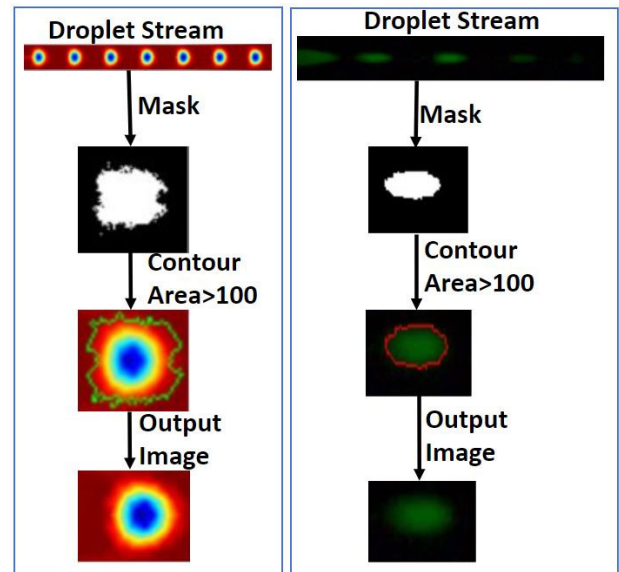 Droplet Stream
Mask
Contour
Area>100
Output
Image
Droplet Stream
Mask
Contour
Area>100
Output
Image